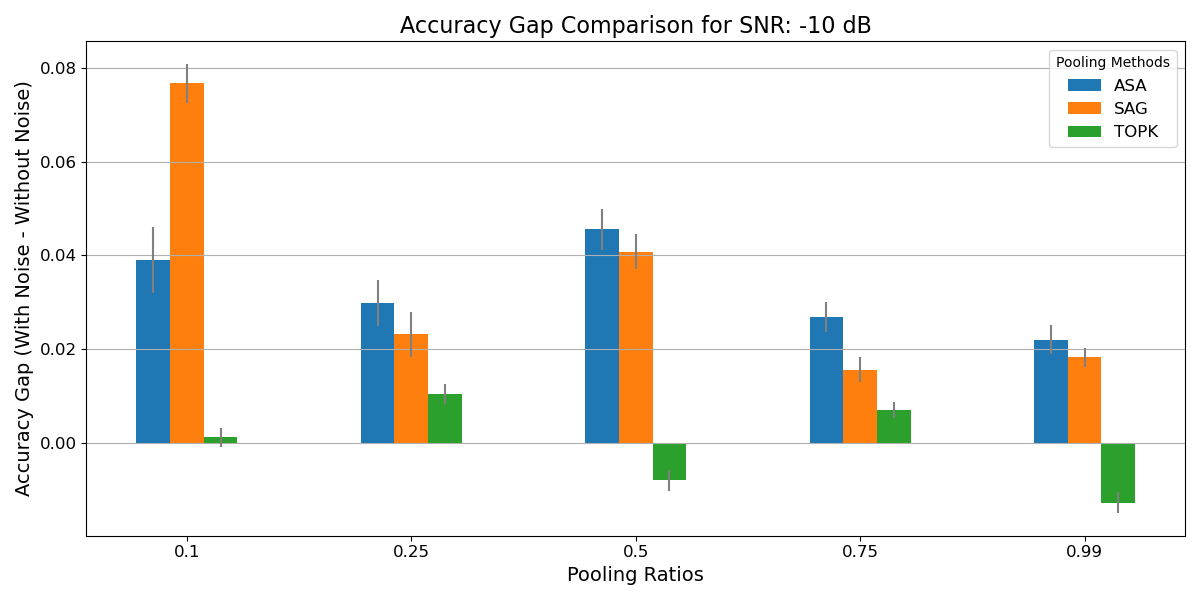 Accuracy Gap Comparison for SNR: -10 dB
Accuracy Gap (With Noise - Without Noise)
0.08
0.06
0.04
0.02
0.00
Pooling Methods
ASA
SAG
TOPK
0.1
0.25
0.5
0.75
0.99
Pooling Ratios